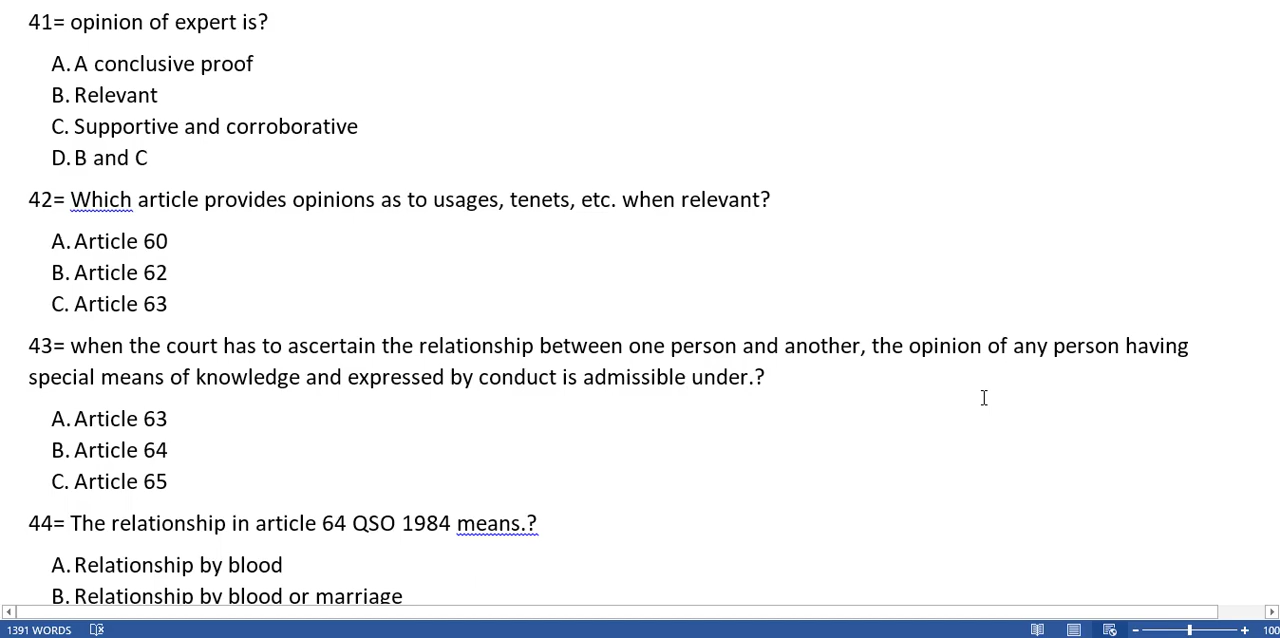 41= opinion of expert is?
A. A conclusive proof
B. Relevant
C. Supportive and corroborative
D. B and C
42= Which article provides opinions as to usages, tenets, etc. when relevant?
A. Article 60
B. Article 62
C. Article 63
43= when the court has to ascertain the relationship between one person and another, the opinion of any person having
special means of knowledge and expressed by conduct is admissible under.?
A. Article 63
B. Article 64
C. Article 65
44= The relationship in article 64 QSO 1984 means.?
A. Relationship by blood
B. Relationship by blood or marriage
1391 WORDS
100